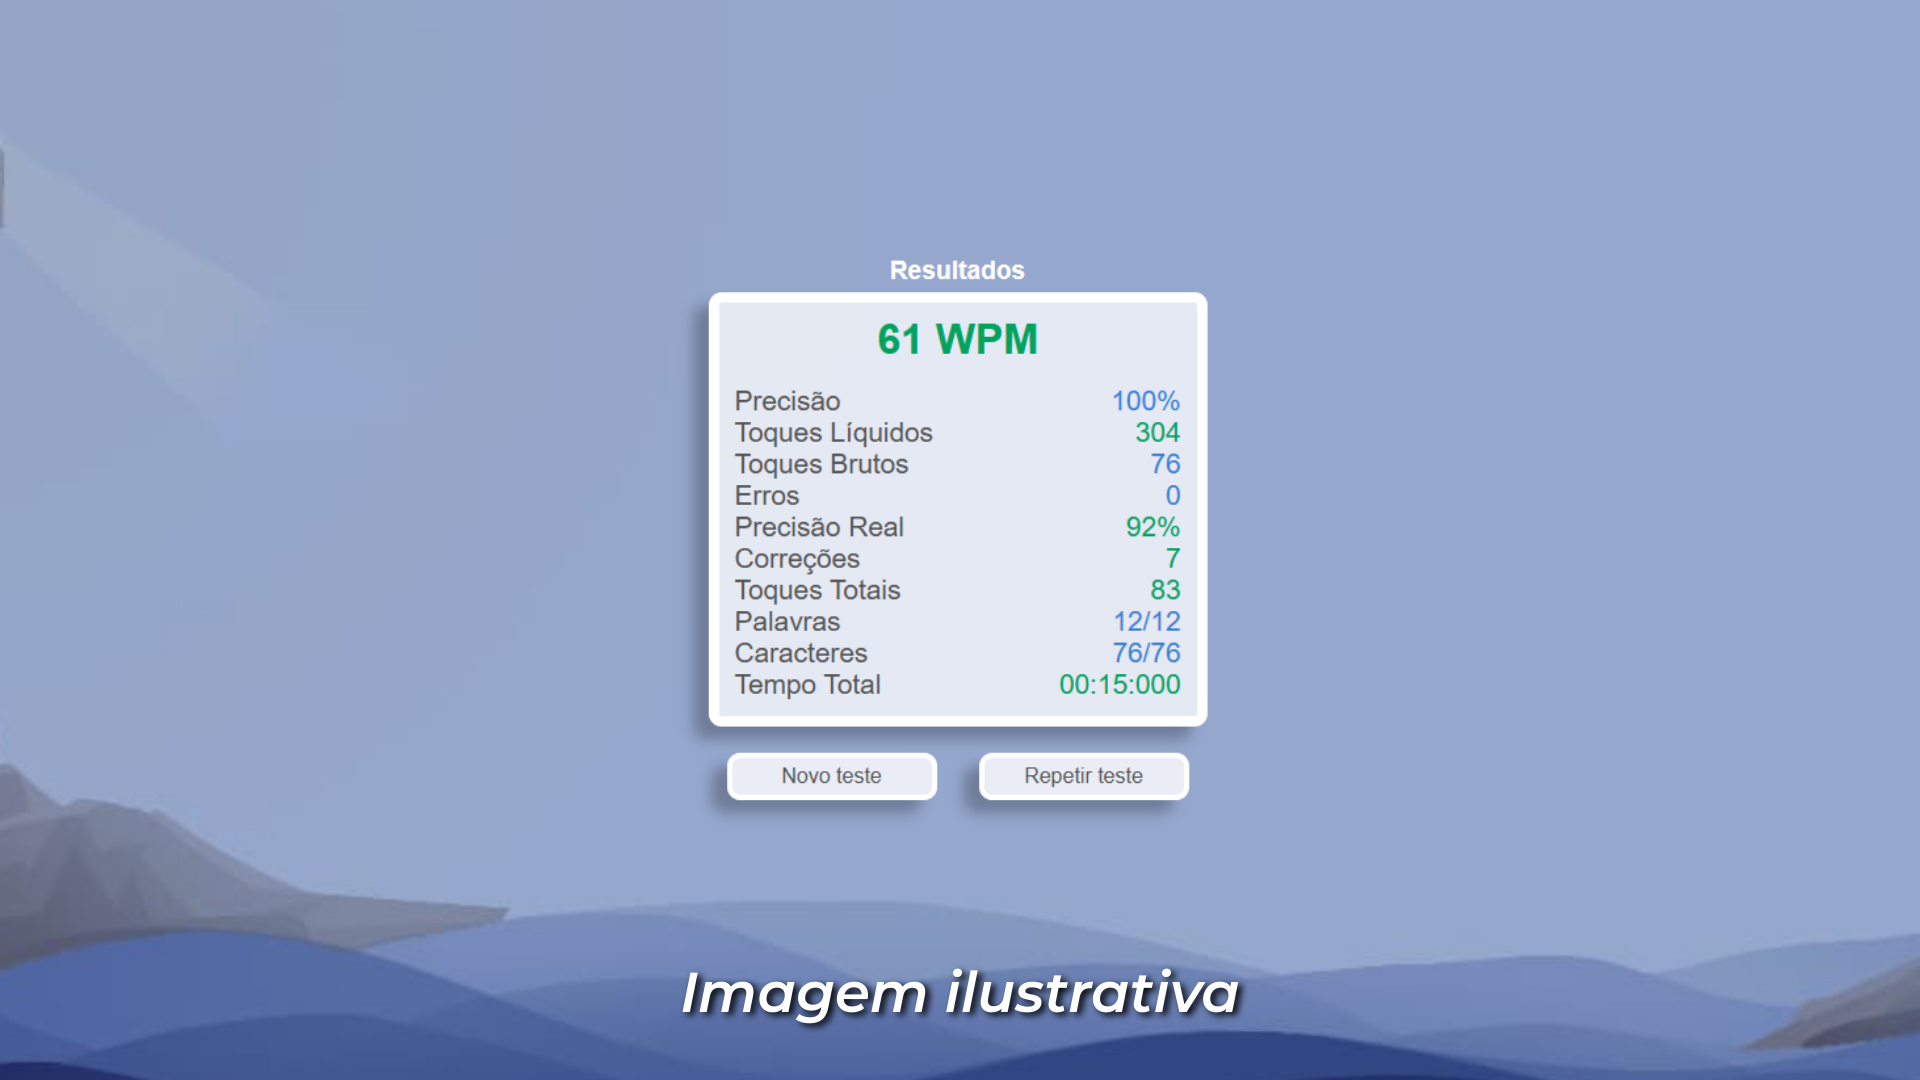 Resultados
61 WPM
Precisão 100%
Toques Líquidos 304
Toques Brutos 76
Erros 0
Precisão Real 92%
Correções 7
Toques Totais 83
Palavras 12/12
Caracteres 76/76
Tempo Total 00:15:000
Novo teste Repetir teste
Imagem ilustrativa